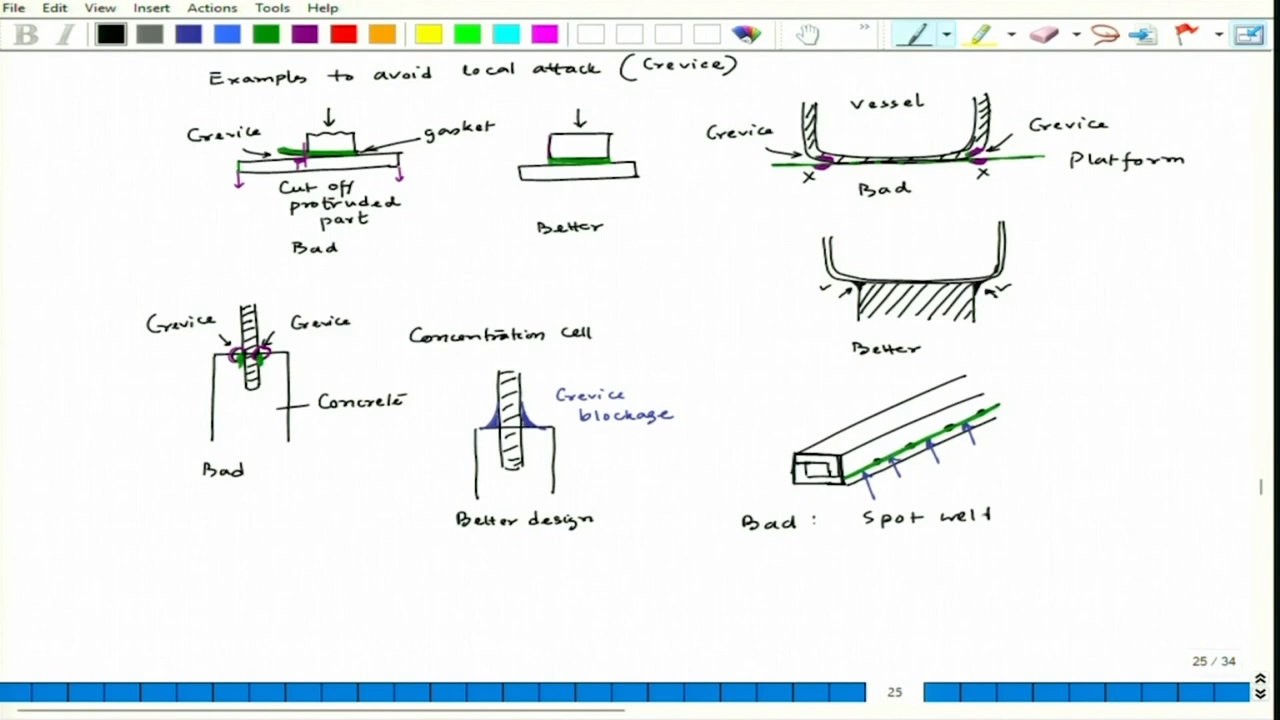 File Edit View Insert Actions Tools Help
Examples to avoid local attack (Crevice)
Crevice
gasket
Cut off
protruded
part
Bad
Better
Vessel
Crevice
Crevice
Platform
x
x
Bad
Better
Crevice
Crevice
Concrete
Bad
Concentration cell
Crevice
blockage
Better design
Bad : Spot welt
25 / 34
25